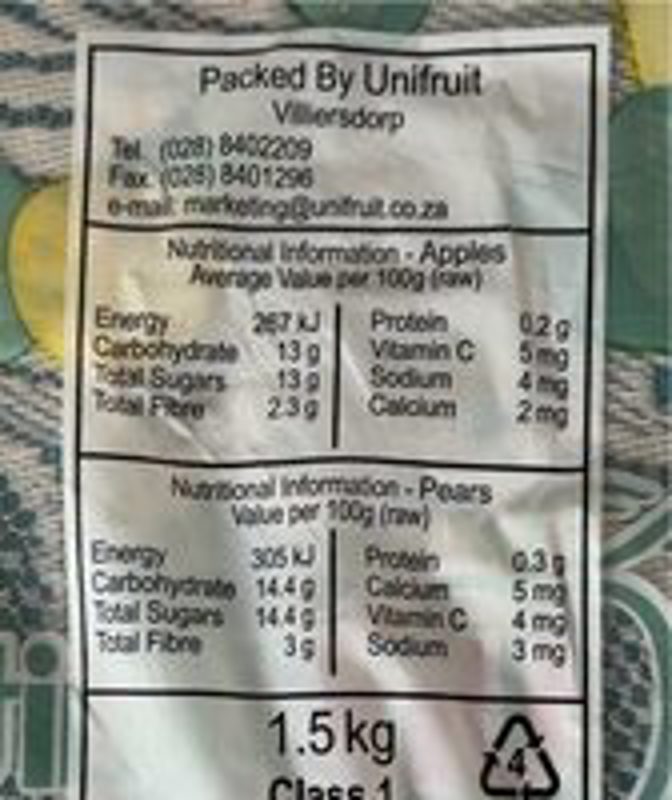 Packed By Unifruit
Villiersdorp
Tel. (028) 8402209
Fax. (028) 8401296
e-mail: marketing@unifruit.co.za
Nutritional Information - Apples
Average Value per 100g (raw)
Energy 267 kJ Protein 0,2 g
Carbohydrate 13 g Vitamin C 5 mg
Total Sugars 13 g Sodium 4 mg
Total Fibre 2.3 g Calcium 2 mg
Nutritional Information - Pears
Value per 100g (raw)
Energy 305 kJ Protein 0.3 g
Carbohydrate 14.4 g Calcium 5 mg
Total Sugars 14.4 g Vitamin C 4 mg
Total Fibre 3 g Sodium 3 mg
1.5 kg
4
Class 1